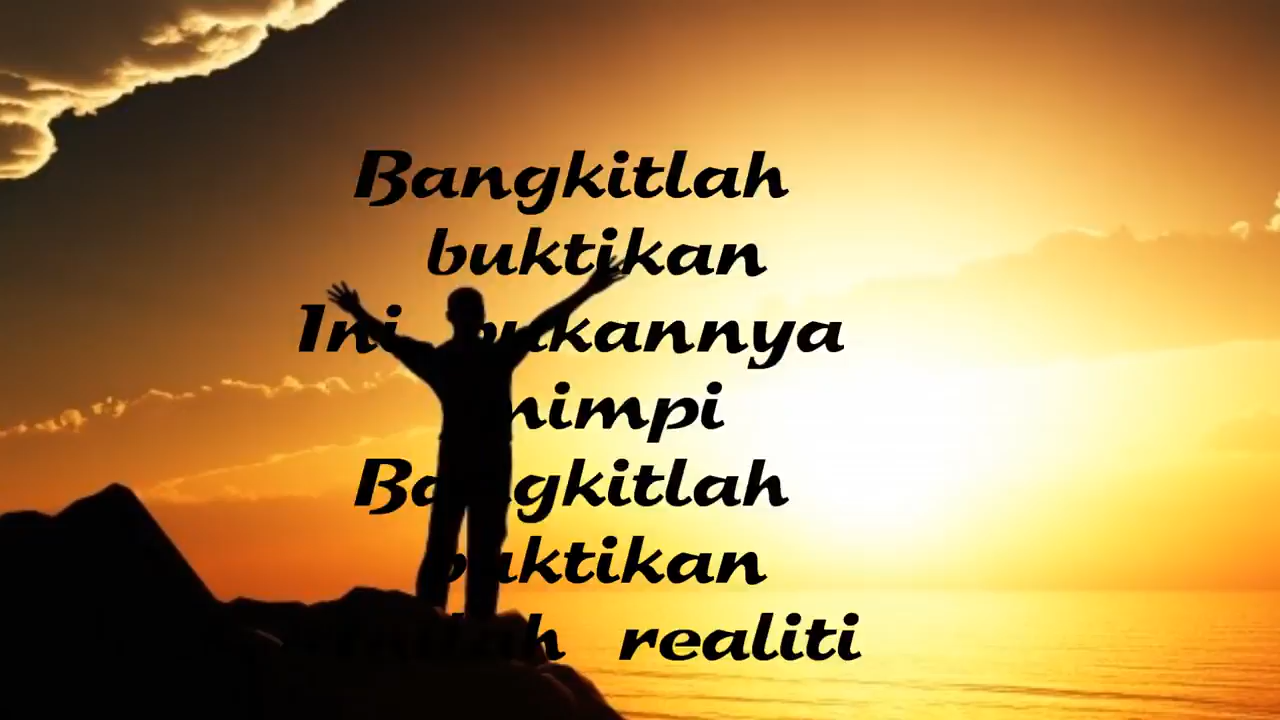 Bangkitlah
buktikan
Ini bukannya
mimpi
Bangkitlah
buktikan
realiti